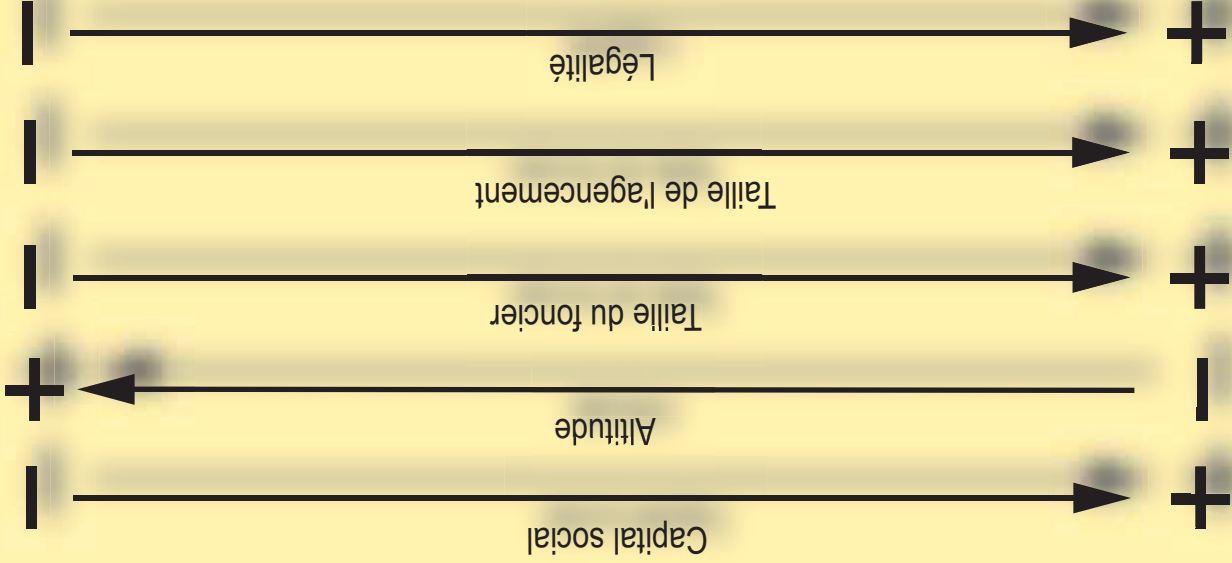 Capital social
+ |
Altitude
| +
Taille du foncier
+ |
Taille de l'agencement
+ |
Légalité
+ |